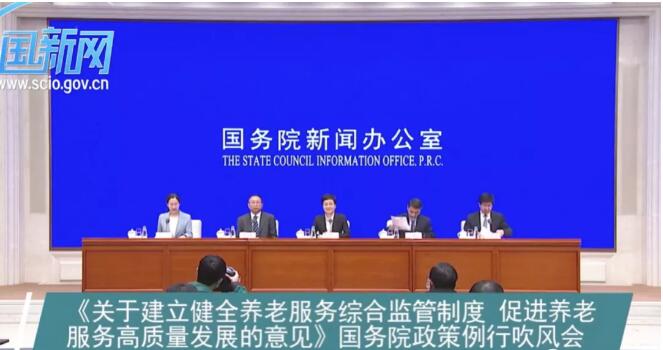 国新网
www.scio.gov.cn
国务院新闻办公室
THE STATE COUNCIL INFORMATION OFFICE, P.R.C.
《关于建立健全养老服务综合监管制度 促进养老
服务高质量发展的意见》国务院政策例行吹风会